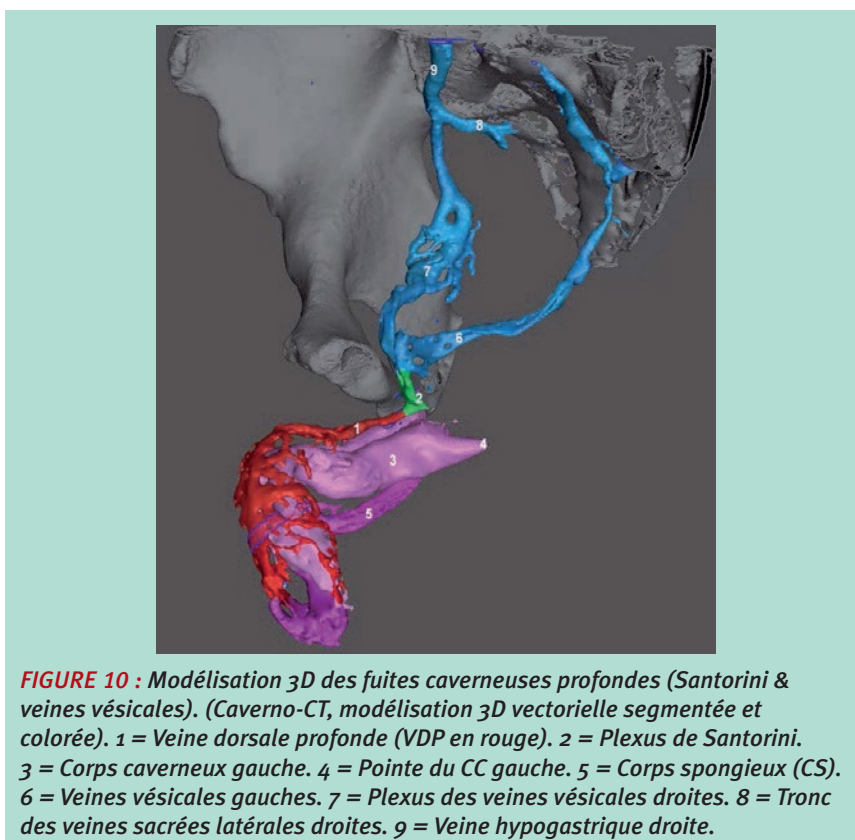 9
8
7
6
2
1
4
3
5
FIGURE 10 : Modélisation 3D des fuites caverneuses profondes (Santorini &
veines vésicales). (Caverno-CT, modélisation 3D vectorielle segmentée et
colorée). 1 = Veine dorsale profonde (VDP en rouge). 2 = Plexus de Santorini.
3 = Corps caverneux gauche. 4 = Pointe du CC gauche. 5 = Corps spongieux (CS).
6 = Veines vésicales gauches. 7 = Plexus des veines vésicales droites. 8 = Tronc
des veines sacrées latérales droites. 9 = Veine hypogastrique droite.